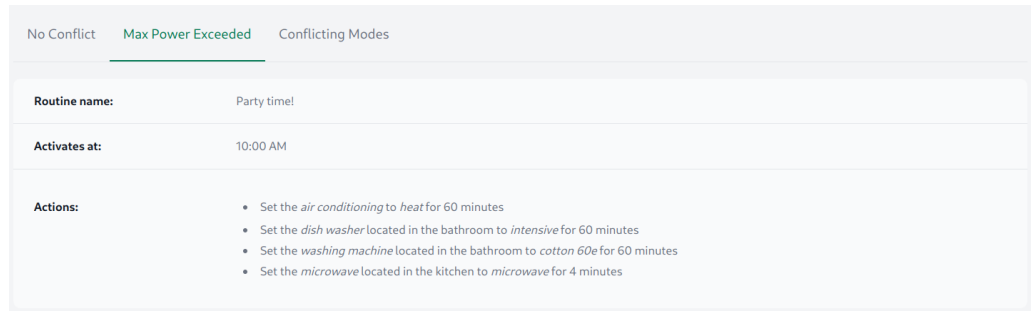 No Conflict Max Power Exceeded Conflicting Modes
Routine name: Party time!
Activates at: 10:00 AM
Actions:
• Set the air conditioning to heat for 60 minutes
• Set the dish washer located in the bathroom to intensive for 60 minutes
• Set the washing machine located in the bathroom to cotton 60e for 60 minutes
• Set the microwave located in the kitchen to microwave for 4 minutes